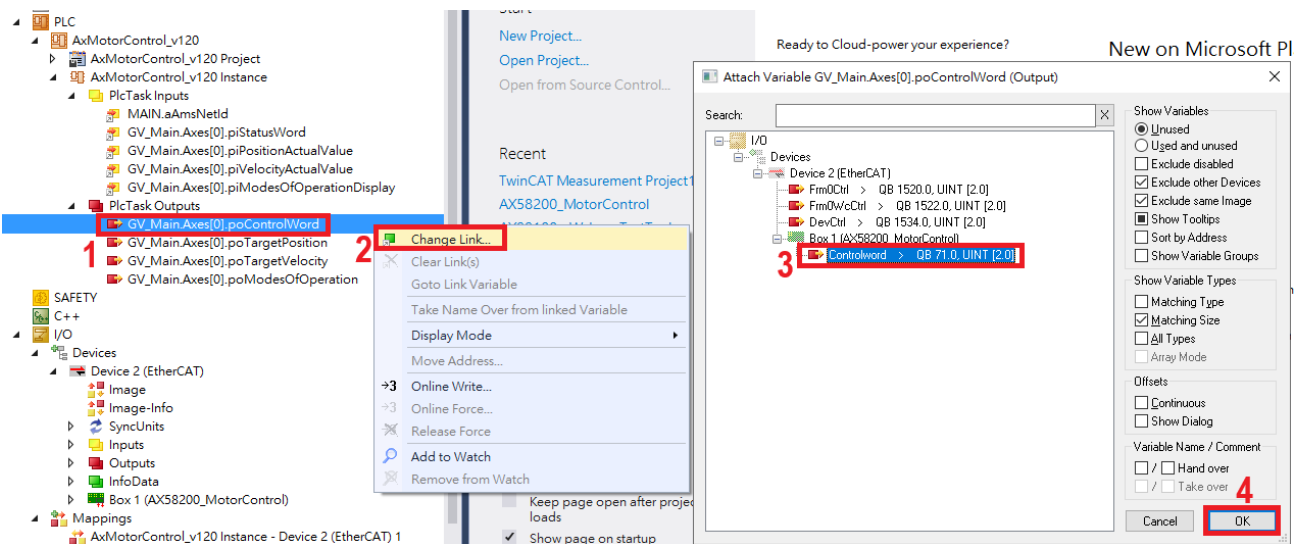 PLC
AxMotorControl_v120
AxMotorControl_v120 Project
AxMotorControl_v120 Instance
PlcTask Inputs
MAIN.aAmsNetId
GV_Main.Axes[0].piStatusWord
GV_Main.Axes[0].piPositionActualValue
GV_Main.Axes[0].piVelocityActualValue
GV_Main.Axes[0].piModesOfOperationDisplay
PlcTask Outputs
GV_Main.Axes[0].poControlWord
GV_Main.Axes[0].poTargetPosition
GV_Main.Axes[0].poTargetVelocity
GV_Main.Axes[0].poModesOfOperation
1
SAFETY
C++
I/O
Devices
Device 2 (EtherCAT)
Image
Image-Info
SyncUnits
Inputs
Outputs
InfoData
Box 1 (AX58200_MotorControl)
Mappings
AxMotorControl_v120 Instance - Device 2 (EtherCAT) 1
Start
New Project...
Open Project...
Open from Source Control...
Recent
TwinCAT Measurement Project1
AX58200_MotorControl
2
Change Link...
Clear Link(s)
Goto Link Variable
Take Name Over from linked Variable
Display Mode
Move Address...
Online Write...
Online Force...
Release Force
Add to Watch
Remove from Watch
Keep page open after projec
loads
Show page on startup
Ready to Cloud-power your experience?
New on Microsoft Pl
Attach Variable GV_Main.Axes[0].poControlWord (Output)
Search:
X
I/O
Devices
Device 2 (EtherCAT)
Frm0Ctrl > QB 1520.0, UINT [2.0]
Frm0WcCtrl > QB 1522.0, UINT [2.0]
DevCtrl > QB 1534.0, UINT [2.0]
Box 1 (AX58200_MotorControl)
3
Controlword > QB 71.0, UINT [2.0]
Show Variables
Unused
Used and unused
Exclude disabled
Exclude other Devices
Exclude same Image
Show Tooltips
Sort by Address
Show Variable Groups
Show Variable Types
Matching Type
Matching Size
All Types
Array Mode
Offsets
Continuous
Show Dialog
Variable Name / Comment
/ Hand over
/ Take over
4
Cancel
OK